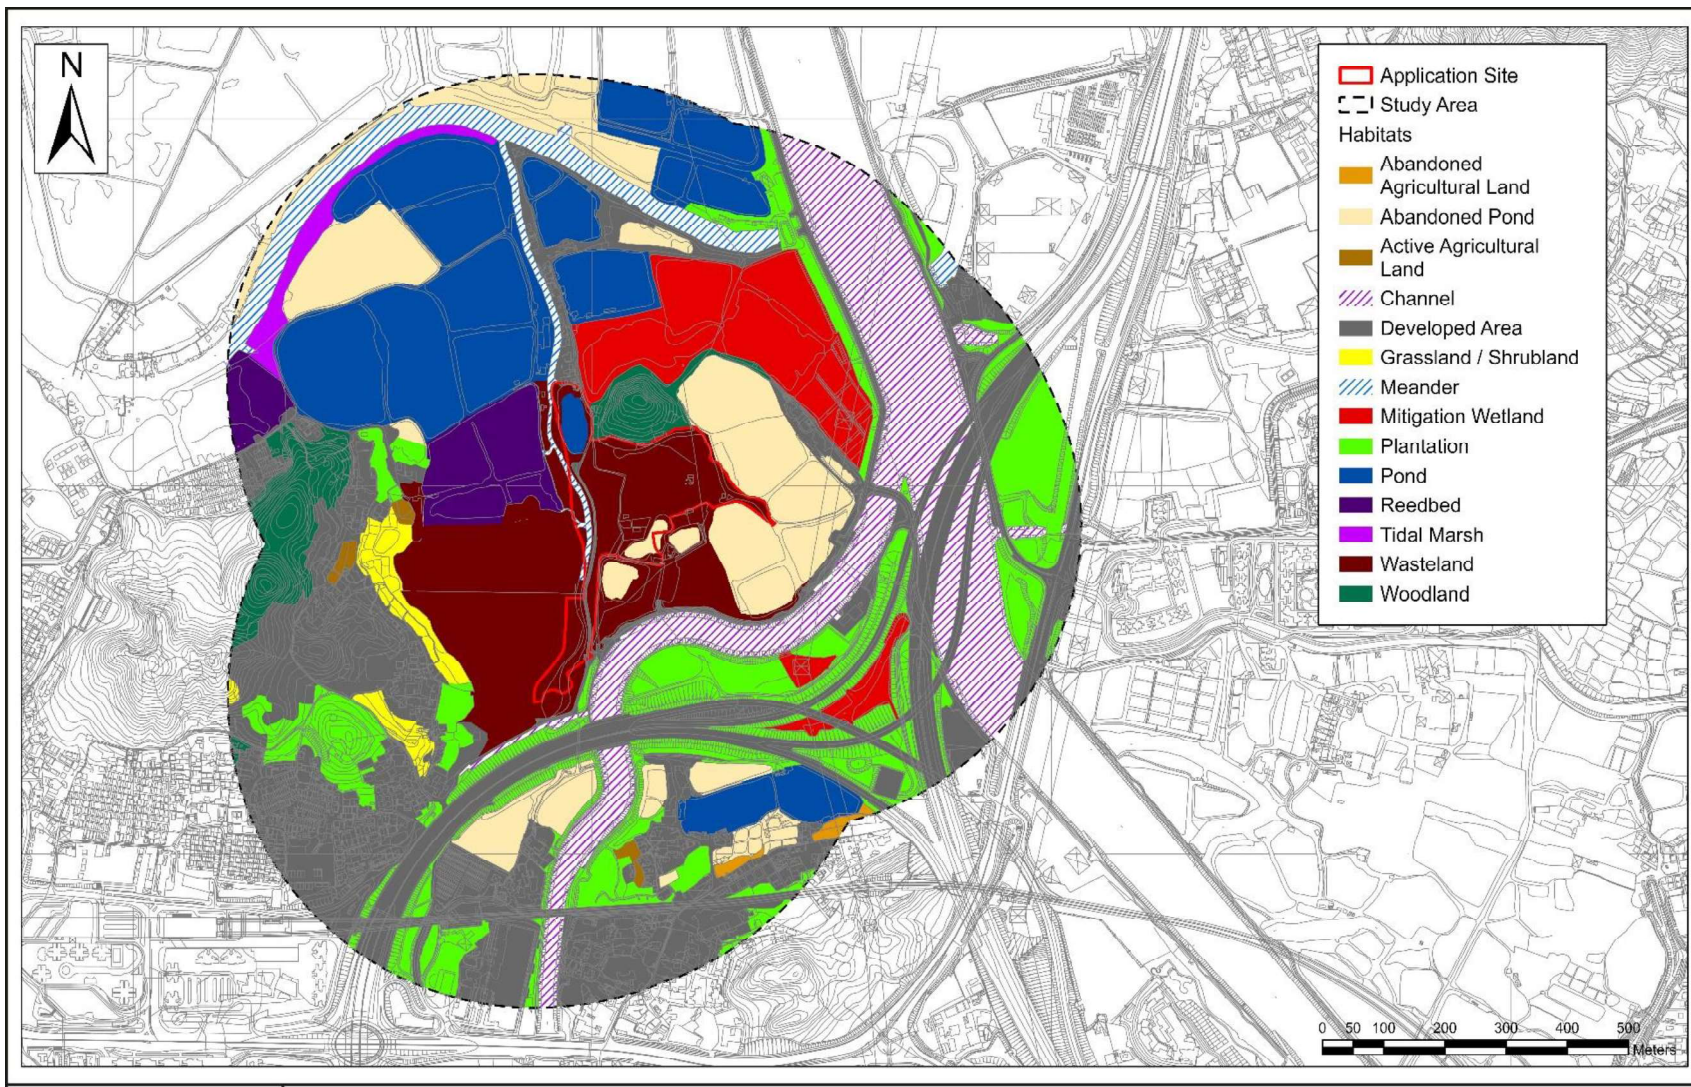 N
Application Site
Study Area
Habitats
Abandoned
Agricultural Land
Abandoned Pond
Active Agricultural
Land
Channel
Developed Area
Grassland / Shrubland
Meander
Mitigation Wetland
Plantation
Pond
Reedbed
Tidal Marsh
Wasteland
Woodland
0 50 100 200 300 400 500
Meters